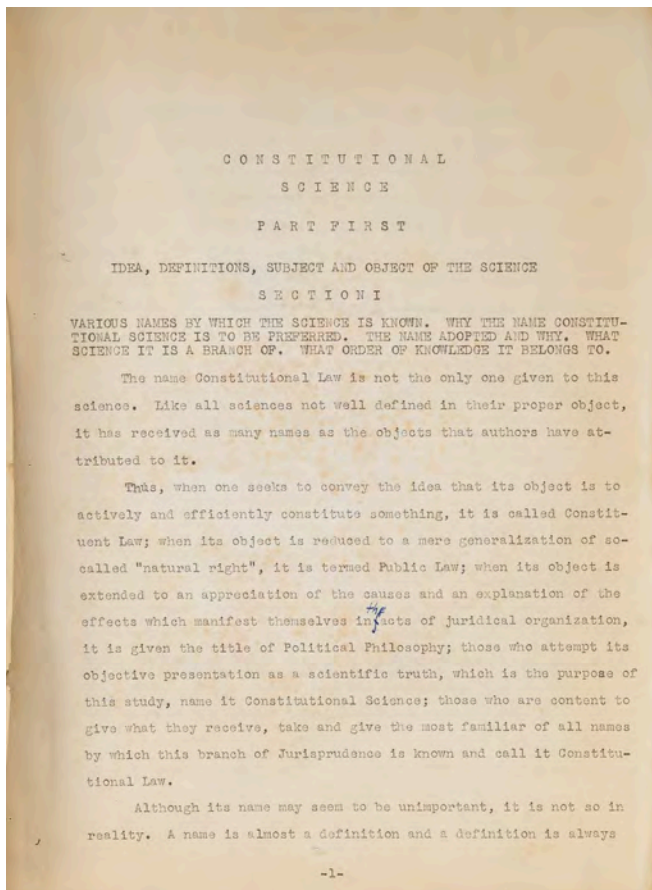 CONSTITUTIONAL
SCIENCE
PART FIRST
IDEA, DEFINITIONS, SUBJECT AND OBJECT OF THE SCIENCE
SECTION I
VARIOUS NAMES BY WHICH THE SCIENCE IS KNOWN. WHY THE NAME CONSTITU-
TIONAL SCIENCE IS TO BE PREFERRED. THE NAME ADOPTED AND WHY. WHAT
SCIENCE IT IS A BRANCH OF. WHAT ORDER OF KNOWLEDGE IT BELONGS TO.
The name Constitutional Law is not the only one given to this
science. Like all sciences not well defined in their proper object,
it has received as many names as the objects that authors have at-
tributed to it.
Thus, when one seeks to convey the idea that its object is to
actively and efficiently constitute something, it is called Constit-
uent Law; when its object is reduced to a mere generalization of so-
called "natural right", it is termed Public Law; when its object is
extended to an appreciation of the causes and an explanation of the
effects which manifest themselves in the facts of juridical organization,
it is given the title of Political Philosophy; those who attempt its
objective presentation as a scientific truth, which is the purpose of
this study, name it Constitutional Science; those who are content to
give what they receive, take and give the most familiar of all names
by which this branch of Jurisprudence is known and call it Constitu-
tional Law.
Although its name may seem to be unimportant, it is not so in
reality. A name is almost a definition and a definition is always
-1-